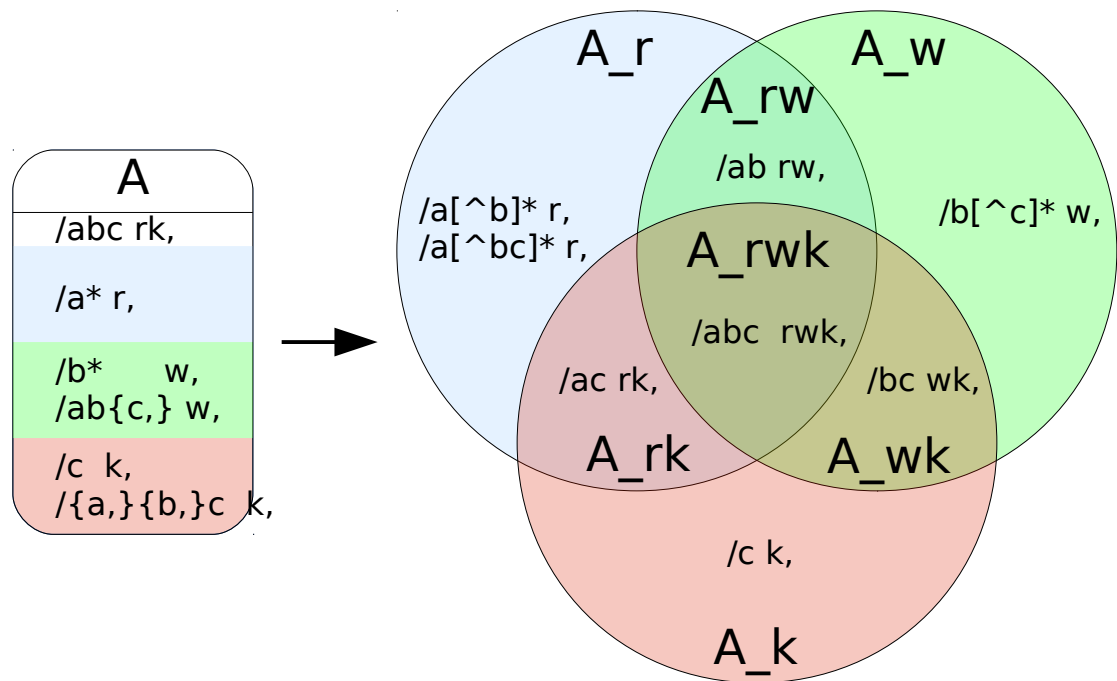 A
/abc rk,
/a* r,
/b*      w,
/ab{c,} w,
/c  k,
/{a,}{b,}c  k,
A_r
A_w
A_rw
/ab rw,
/a[^b]* r,
/a[^bc]* r,
/b[^c]* w,
A_rwk
/abc  rwk,
/ac rk,
/bc wk,
A_rk
A_wk
/c k,
A_k